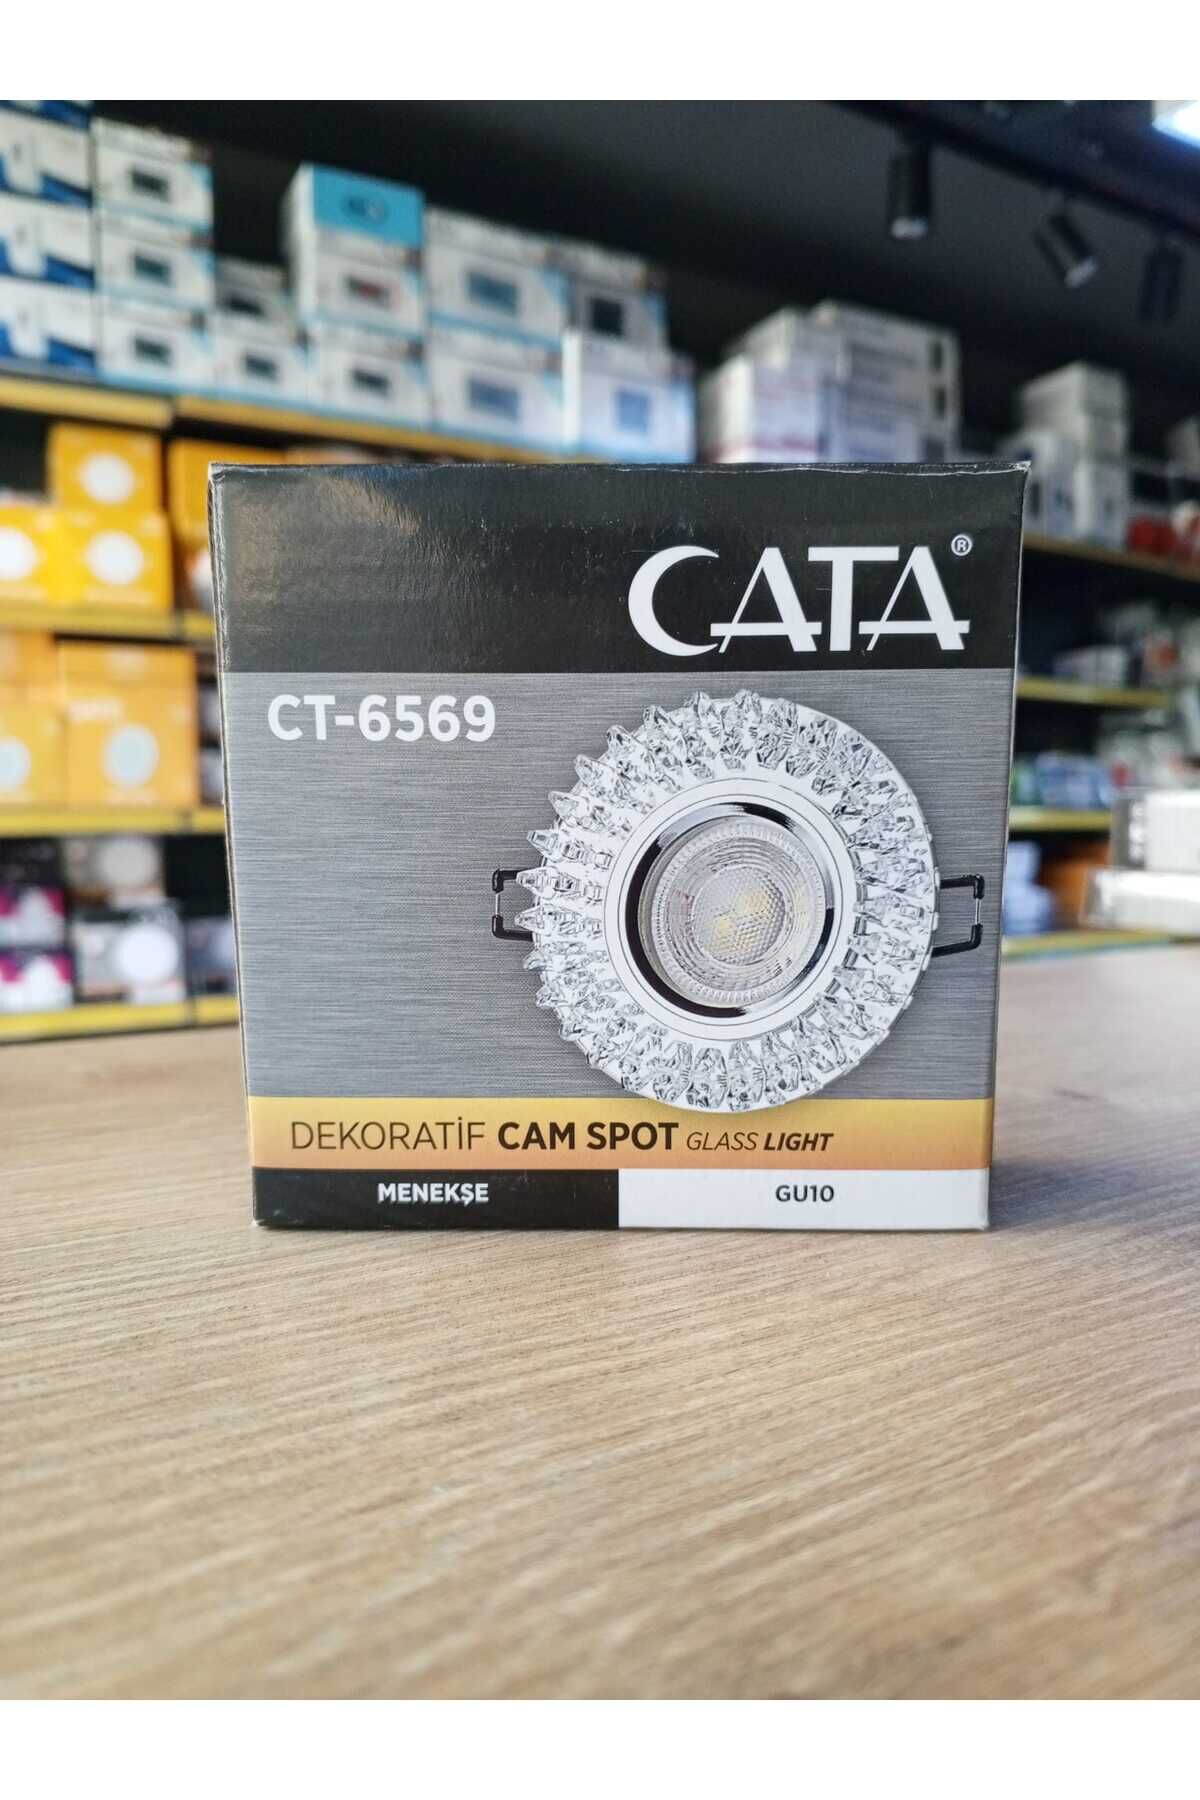 CATA®
CT-6569
DEKORATİF CAM SPOT GLASS LIGHT
MENEKŞE
GU10